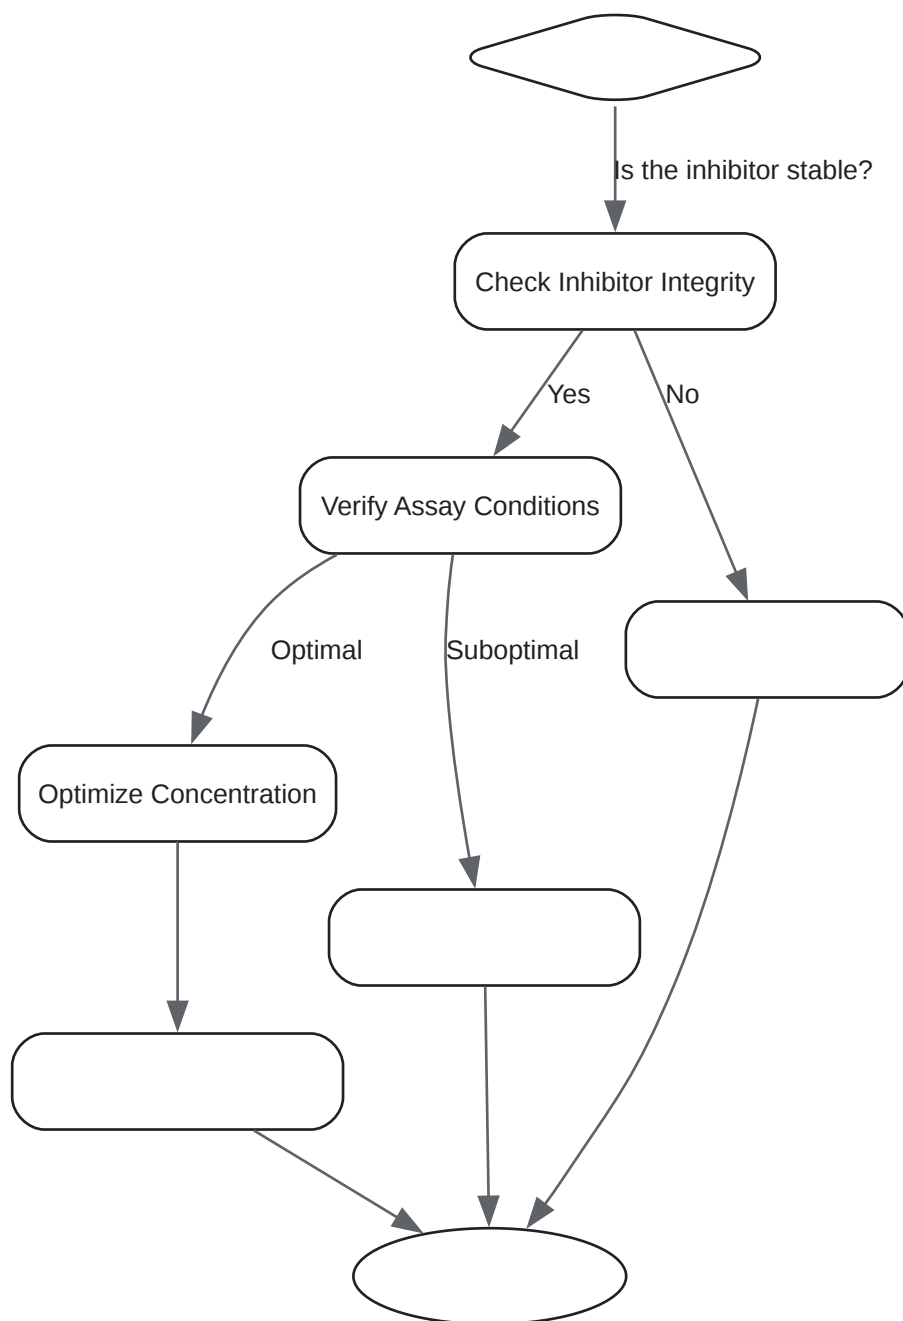 Is the inhibitor stable?
Check Inhibitor Integrity
Yes
No
Verify Assay Conditions
Optimal
Suboptimal
Optimize Concentration